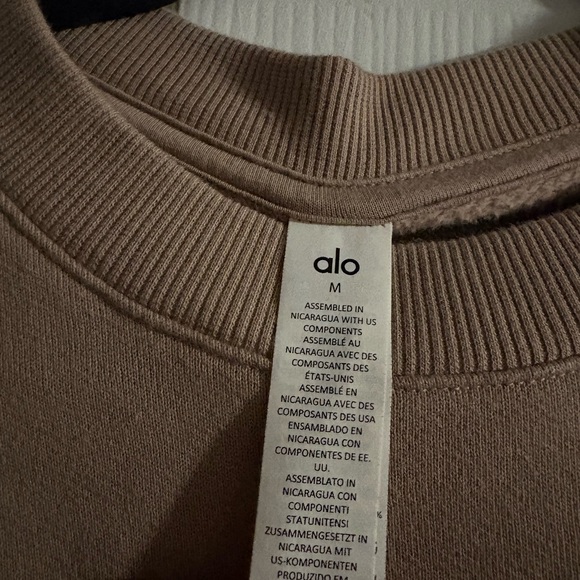 alo
M
ASSEMBLED IN
NICARAGUA WITH US
COMPONENTS
ASSEMBLÉ AU
NICARAGUA AVEC DES
COMPOSANTS DES
ÉTATS-UNIS
ASSEMBLÉ EN
NICARAGUA AVEC DES
COMPOSANTS DES USA
ENSAMBLADO EN
NICARAGUA CON
COMPONENTES DE EE.
UU.
ASSEMBLATO IN
NICARAGUA CON
COMPONENTI
STATUNITENSI
ZUSAMMENGESETZT IN
NICARAGUA MIT
US-KOMPONENTEN
PRODUZIDO EM